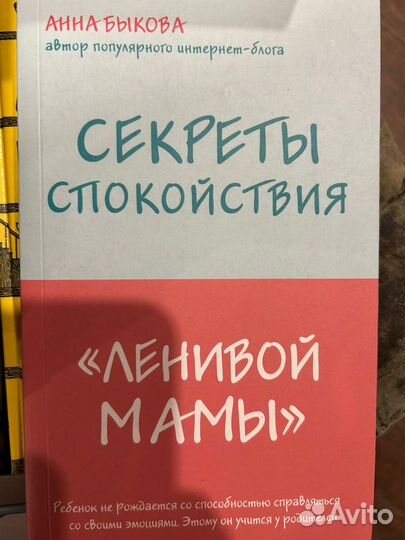 АННА БЫКОВА
автор популярного интернет-блога
СЕКРЕТЫ
СПОКОЙСТВИЯ
«ЛЕНИВОЙ
МАМЫ»
Ребенок не рождается со способностью справляться
со своими эмоциями. Этому он учится у родителей
Avito